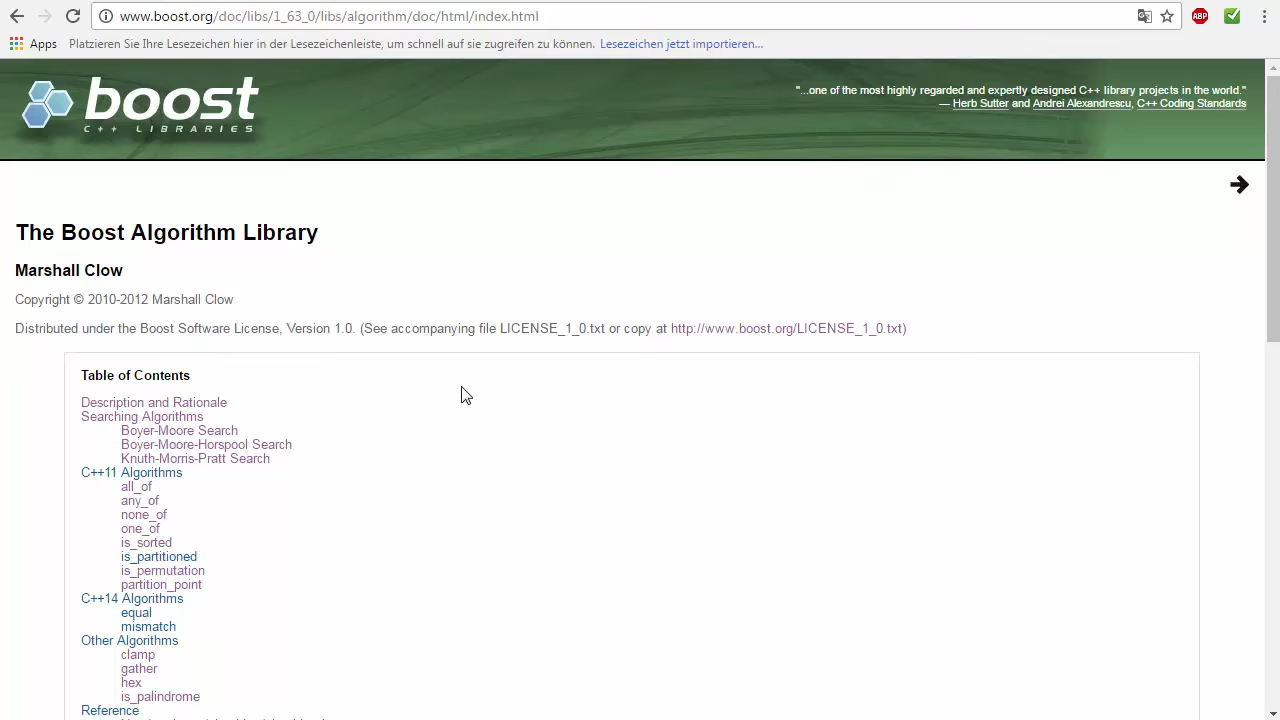 www.boost.org/doc/libs/1_63_0/libs/algorithm/doc/html/index.html
ABP
Apps Platzieren Sie Ihre Lesezeichen hier in der Lesezeichenleiste, um schnell auf sie zugreifen zu können. Lesezeichen jetzt importieren...
boost
C++ LIBRARIES
"...one of the most highly regarded and expertly designed C++ library projects in the world."
— Herb Sutter and Andrei Alexandrescu, C++ Coding Standards
The Boost Algorithm Library
Marshall Clow
Copyright © 2010-2012 Marshall Clow
Distributed under the Boost Software License, Version 1.0. (See accompanying file LICENSE_1_0.txt or copy at http://www.boost.org/LICENSE_1_0.txt)
Table of Contents
Description and Rationale
Searching Algorithms
Boyer-Moore Search
Boyer-Moore-Horspool Search
Knuth-Morris-Pratt Search
C++11 Algorithms
all_of
any_of
none_of
one_of
is_sorted
is_partitioned
is_permutation
partition_point
C++14 Algorithms
equal
mismatch
Other Algorithms
clamp
gather
hex
is_palindrome
Reference